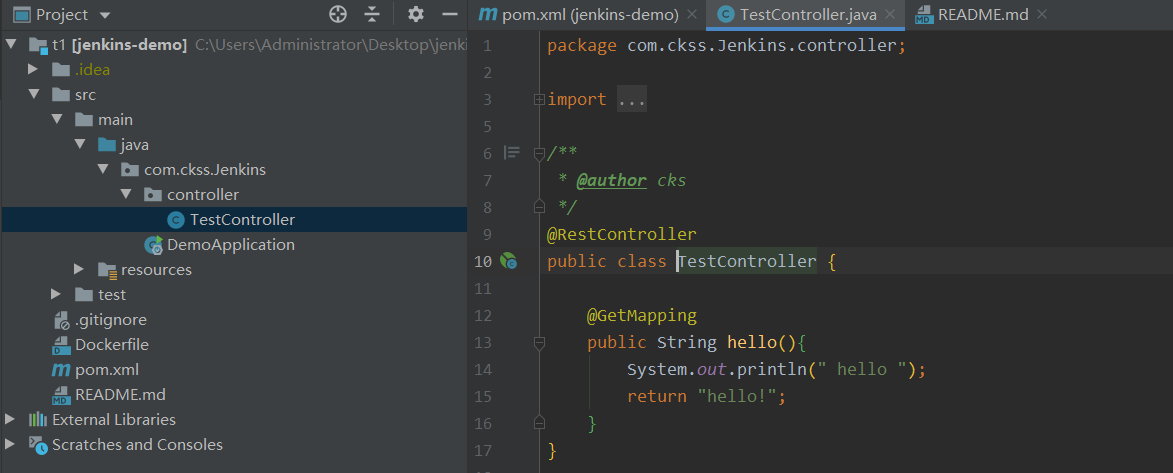 Project
t1 [jenkins-demo] C:\Users\Administrator\Desktop\jenki
.idea
src
main
java
com.ckss.Jenkins
controller
TestController
DemoApplication
resources
test
.gitignore
Dockerfile
pom.xml
README.md
External Libraries
Scratches and Consoles
pom.xml (jenkins-demo) TestController.java README.md
1 package com.ckss.Jenkins.controller;
2
3 import ...
5
6 /**
7 * @author cks
8 */
9 @RestController
10 public class TestController {
11
12 @GetMapping
13 public String hello(){
14 System.out.println(" hello ");
15 return "hello!";
16 }
17 }